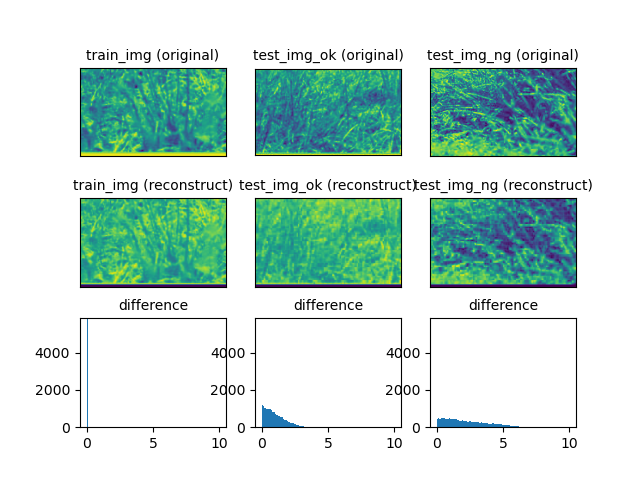 train_img (original) test_img_ok (original) test_img_ng (original)
train_img (reconstruct) test_img_ok (reconstruct) test_img_ng (reconstruct)
difference difference difference
4000 4000 4000
2000 2000 2000
0 0 0
0 5 10 0 5 10 0 5 10